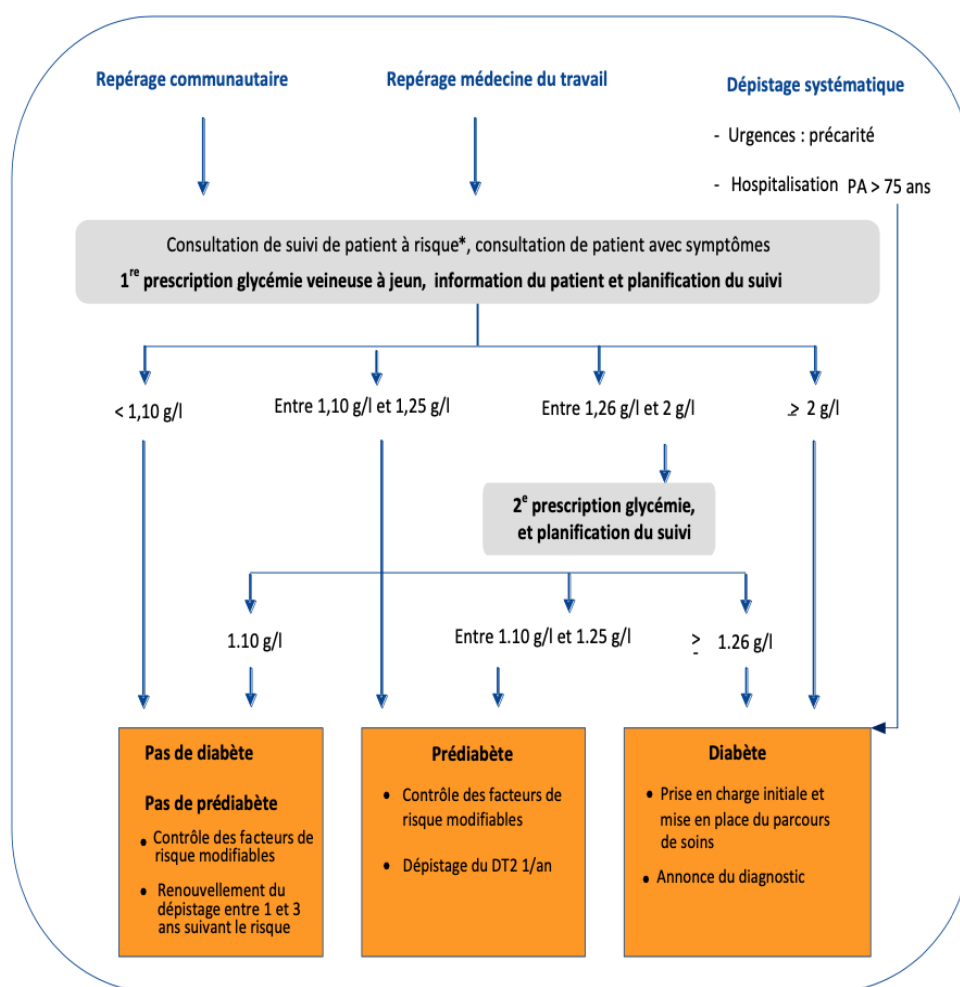 Repérage communautaire
Repérage médecine du travail
Dépistage systématique
- Urgences : précarité
- Hospitalisation PA > 75 ans
Consultation de suivi de patient à risque*, consultation de patient avec symptômes
1re prescription glycémie veineuse à jeun, information du patient et planification du suivi
< 1,10 g/l
Entre 1,10 g/l et 1,25 g/l
Entre 1,26 g/l et 2 g/l
≥ 2 g/l
2e prescription glycémie,
et planification du suivi
1.10 g/l
Entre 1.10 g/l et 1.25 g/l
≥ 1.26 g/l
Pas de diabète
Pas de prédiabète
• Contrôle des facteurs de
risque modifiables
• Renouvellement du
dépistage entre 1 et 3
ans suivant le risque
Prédiabète
• Contrôle des facteurs de
risque modifiables
• Dépistage du DT2 1/an
Diabète
• Prise en charge initiale et
mise en place du parcours
de soins
• Annonce du diagnostic